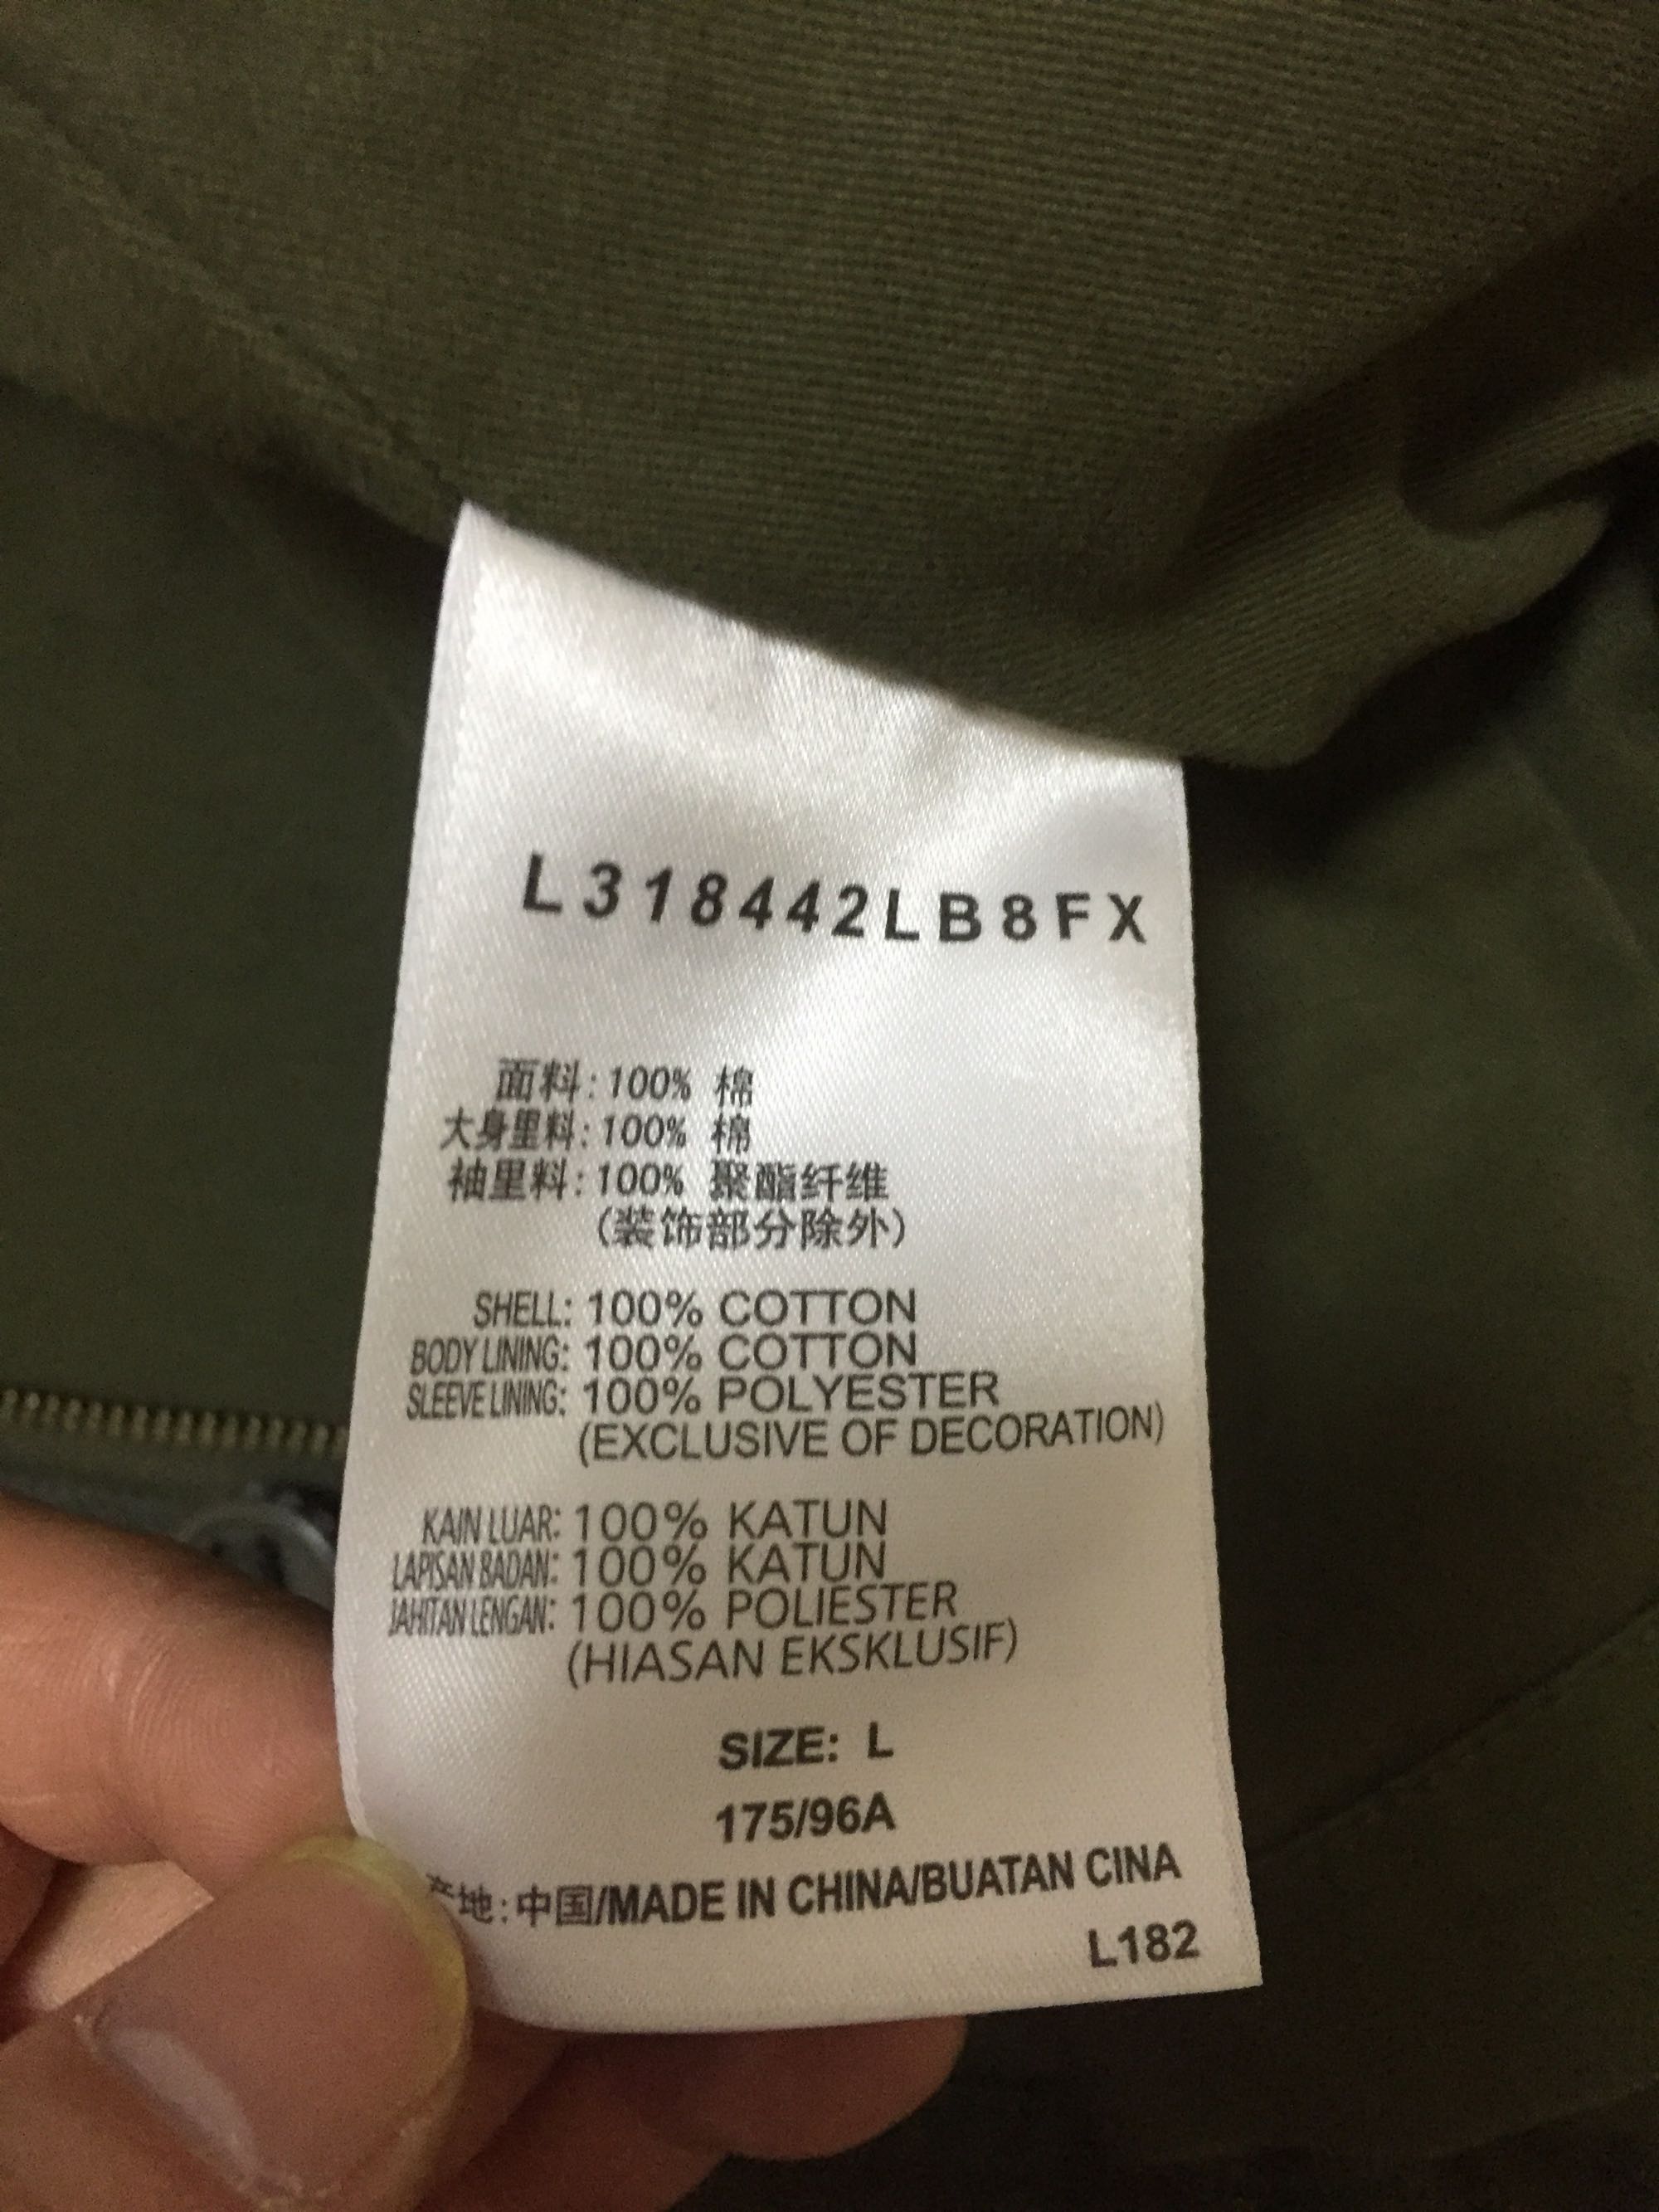 L318442LB8FX
面料: 100% 棉
大身里料: 100% 棉
袖里料: 100% 聚酯纤维
(装饰部分除外)
SHELL: 100% COTTON
BODY LINING: 100% COTTON
SLEEVE LINING: 100% POLYESTER
(EXCLUSIVE OF DECORATION)
KAIN LUAR: 100% KATUN
LAPISAN BADAN: 100% KATUN
JAHITAN LENGAN: 100% POLIESTER
(HIASAN EKSKLUSIF)
SIZE: L
175/96A
产地: 中国/MADE IN CHINA/BUATAN CINA
L182